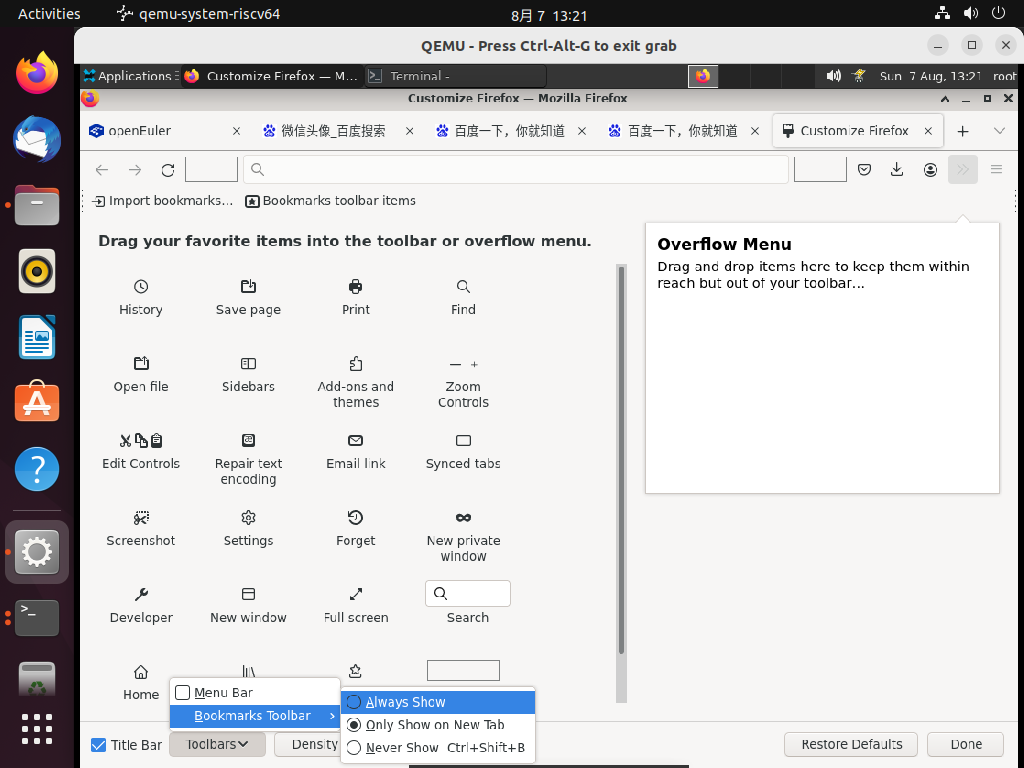 Activities qemu-system-riscv64 8月 7 13:21
QEMU - Press Ctrl-Alt-G to exit grab
Applications Customize Firefox — M... Terminal - Sun 7 Aug, 13:21 root
Customize Firefox — Mozilla Firefox
openEuler 微信头像_百度搜索 百度一下，你就知道 百度一下，你就知道 Customize Firefox
Import bookmarks... Bookmarks toolbar items
Drag your favorite items into the toolbar or overflow menu.
Overflow Menu
Drag and drop items here to keep them within
reach but out of your toolbar...
History Save page Print Find
Open file Sidebars Add-ons and themes Zoom Controls
Edit Controls Repair text encoding Email link Synced tabs
Screenshot Settings Forget New private window
Developer New window Full screen Search
Home
Menu Bar
Bookmarks Toolbar
Always Show
Only Show on New Tab
Never Show Ctrl+Shift+B
Title Bar Toolbars Density Restore Defaults Done